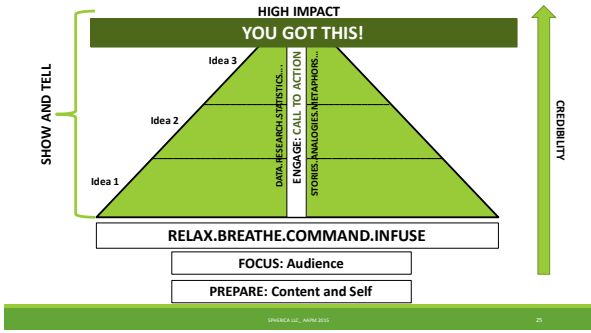 HIGH IMPACT
YOU GOT THIS!
SHOW AND TELL
Idea 3
Idea 2
Idea 1
DATA.RESEARCH.STATISTICS...
ENGAGE: CALL TO ACTION
STORIES.ANALOGIES.METAPHORS...
CREDIBILITY
RELAX.BREATHE.COMMAND.INFUSE
FOCUS: Audience
PREPARE: Content and Self
SPHERICA LLC_ AAPM 2015
25